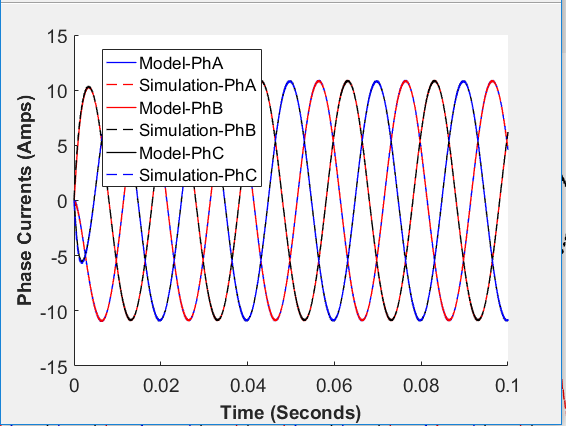 15
10
5
0
-5
-10
-15
Phase Currents (Amps)
Model-PhA
Simulation-PhA
Model-PhB
Simulation-PhB
Model-PhC
Simulation-PhC
0 0.02 0.04 0.06 0.08 0.1
Time (Seconds)